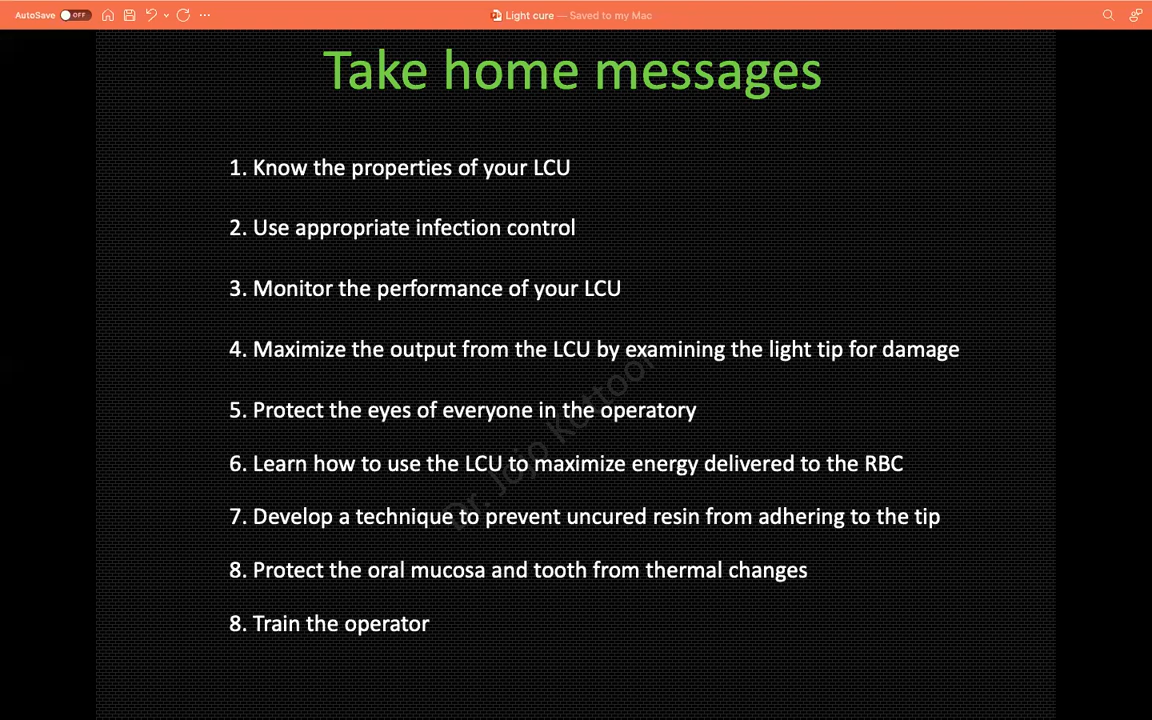 AutoSave OFF ... Light cure — Saved to my Mac
Take home messages
1. Know the properties of your LCU
2. Use appropriate infection control
3. Monitor the performance of your LCU
4. Maximize the output from the LCU by examining the light tip for damage
5. Protect the eyes of everyone in the operatory
6. Learn how to use the LCU to maximize energy delivered to the RBC
7. Develop a technique to prevent uncured resin from adhering to the tip
8. Protect the oral mucosa and tooth from thermal changes
8. Train the operator
Dr. Jojo Kottoor